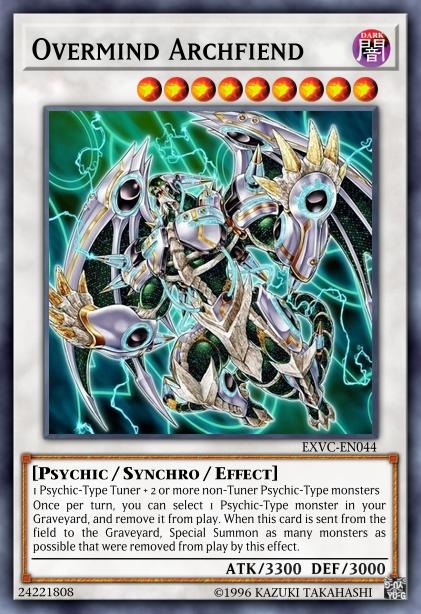 OVERMIND ARCHFIEND
DARK
闇
EXVC-EN044
[PSYCHIC / SYNCHRO / EFFECT]
1 Psychic-Type Tuner + 2 or more non-Tuner Psychic-Type monsters
Once per turn, you can select 1 Psychic-Type monster in your
Graveyard, and remove it from play. When this card is sent from the
field to the Graveyard, Special Summon as many monsters as
possible that were removed from play by this effect.
ATK/3300 DEF/3000
24221808
©1996 KAZUKI TAKAHASHI